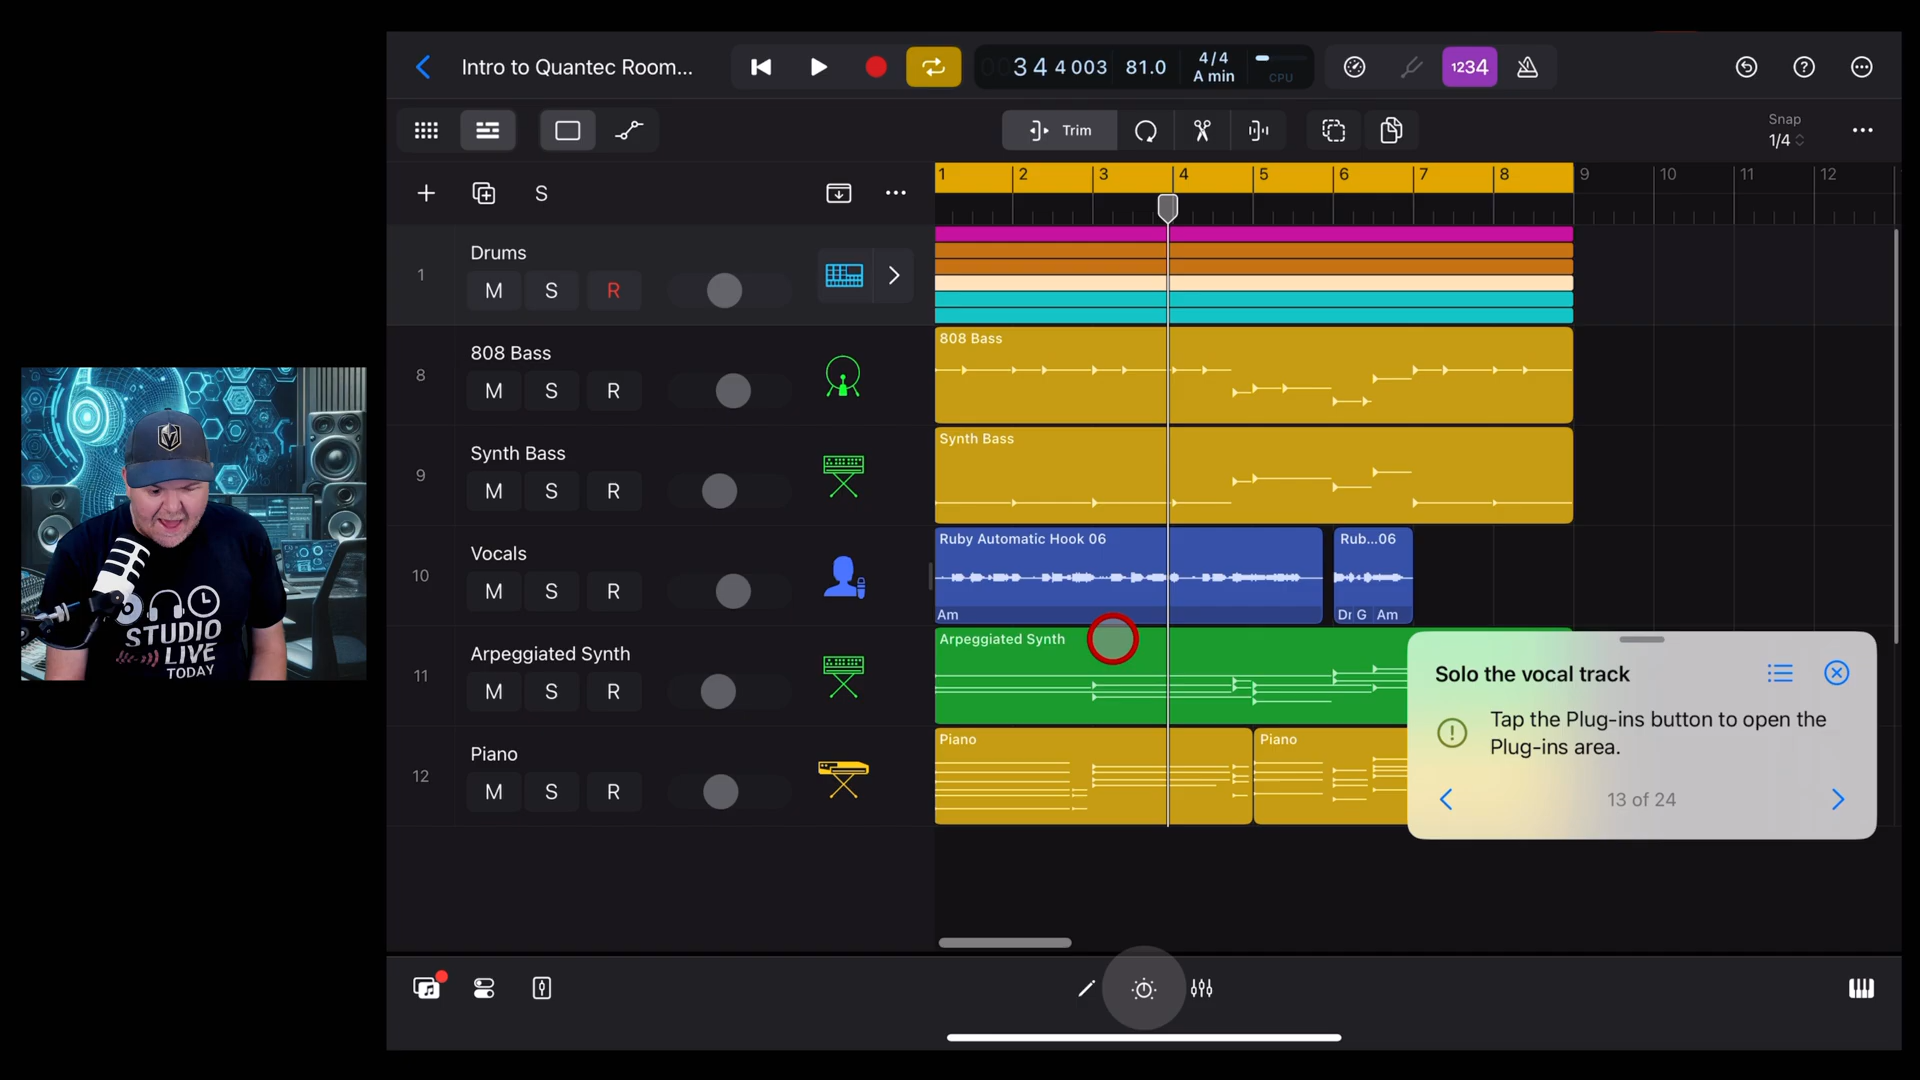 Intro to Quantec Room...
00 3 4 4 003
81.0
4/4
A min
CPU
1234
Trim
Snap
1/4
S
1 2 3 4 5 6 7 8 9 10 11 12
1
Drums
M S R
8
808 Bass
M S R
808 Bass
9
Synth Bass
M S R
Synth Bass
10
Vocals
M S R
Ruby Automatic Hook 06
Am
Rub...06
Dr G Am
11
Arpeggiated Synth
M S R
Arpeggiated Synth
12
Piano
M S R
Piano
Piano
Solo the vocal track
Tap the Plug-ins button to open the
Plug-ins area.
13 of 24
STUDIO
LIVE
TODAY